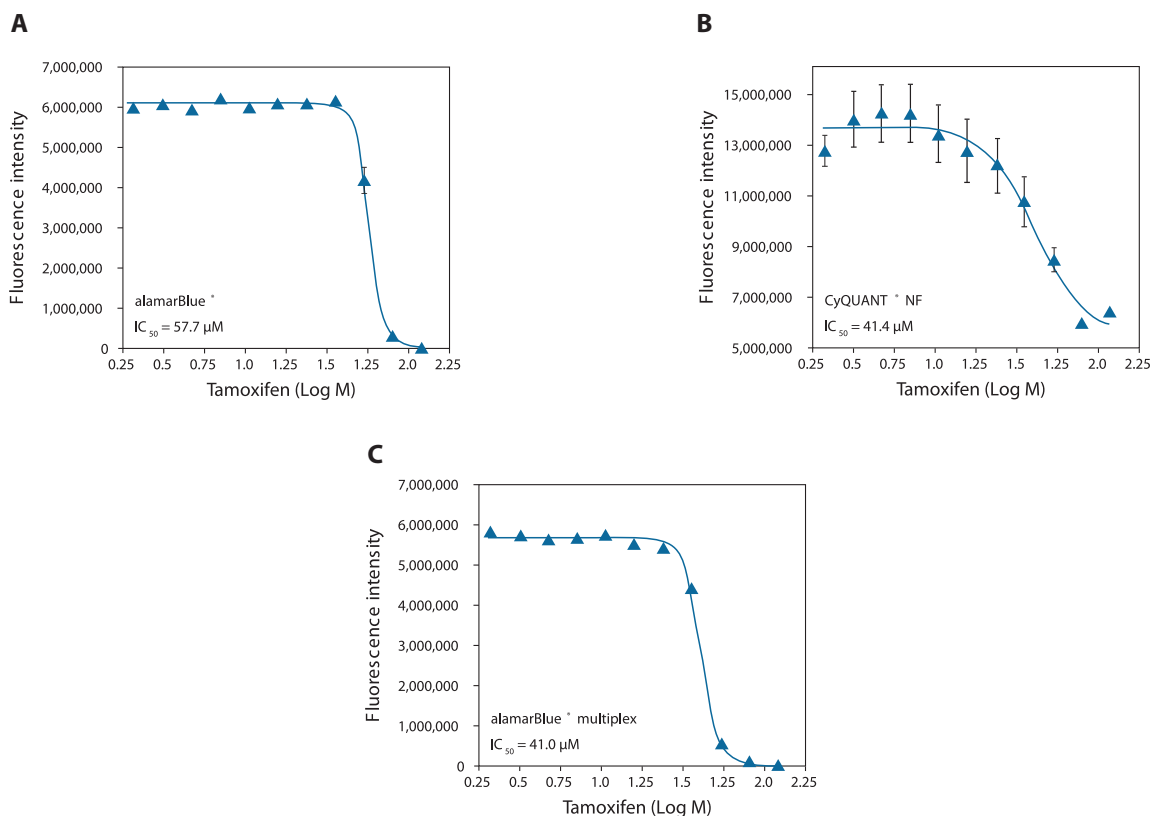 A
Fluorescence intensity
7,000,000
6,000,000
5,000,000
4,000,000
3,000,000
2,000,000
1,000,000
0
alamarBlue *
IC50 = 57.7 µM
0.25 0.5 0.75 1.0 1.25 1.5 1.25 2.0 2.25
Tamoxifen (Log M)
B
Fluorescence intensity
15,000,000
13,000,000
11,000,000
9,000,000
7,000,000
5,000,000
CyQUANT * NF
IC50 = 41.4 µM
0.25 0.5 0.75 1.0 1.25 1.5 1.25 2.0 2.25
Tamoxifen (Log M)
C
Fluorescence intensity
7,000,000
6,000,000
5,000,000
4,000,000
3,000,000
2,000,000
1,000,000
0
alamarBlue * multiplex
IC50 = 41.0 µM
0.25 0.5 0.75 1.0 1.25 1.5 1.25 2.0 2.25
Tamoxifen (Log M)